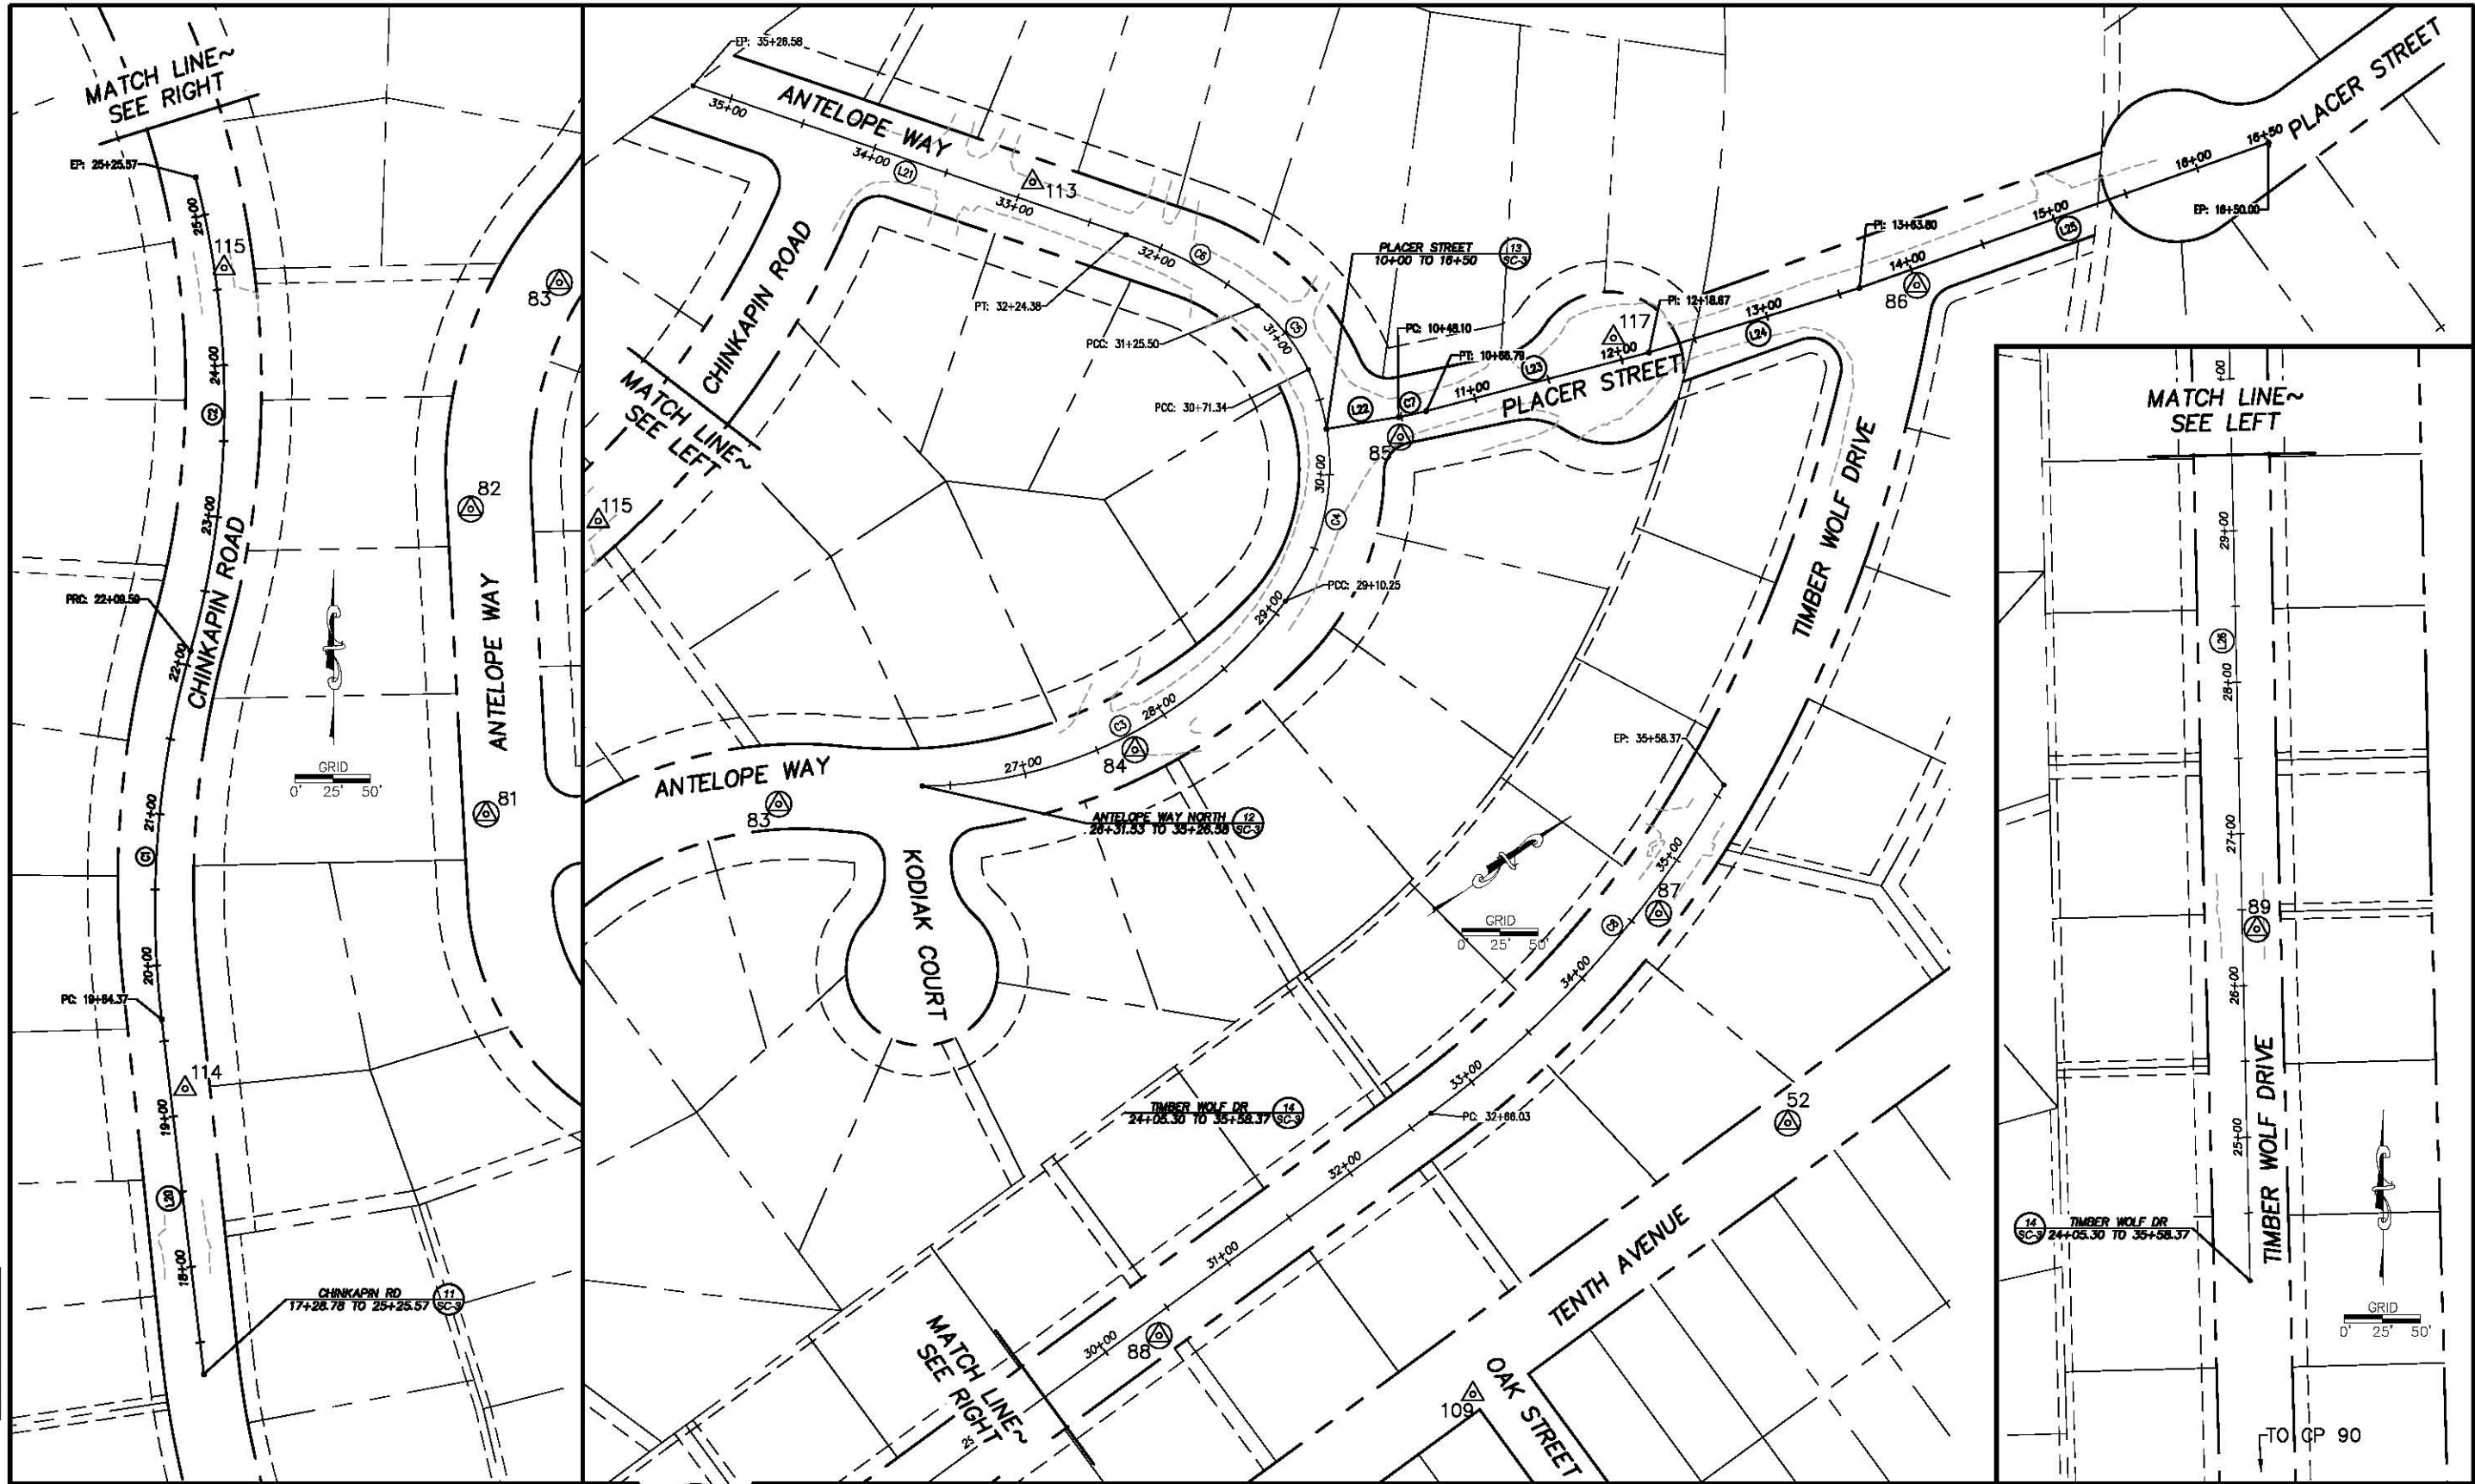 MATCH LINE~
SEE RIGHT
EP: 25+25.57
25+00
115
24+00
C2
23+00
CHINKAPIN ROAD
PRC: 22+09.59
22+00
21+00
C1
20+00
PC: 19+84.37
114
19+00
L20
18+00
CHINKAPIN RD
17+28.78 TO 25+25.57
11
SC-3
83
82
ANTELOPE WAY
81
GRID
0' 25' 50'
EP: 35+26.58
35+00
ANTELOPE WAY
34+00
L21
113
33+00
CHINKAPIN ROAD
PT: 32+24.38
32+00
C6
PCC: 31+25.50
31+00
C5
PCC: 30+71.34
MATCH LINE~
SEE LEFT
115
PLACER STREET
10+00 TO 16+50
13
SC-3
PC: 10+48.10
PT: 10+66.79
L22
C7
85
11+00
L23
PLACER STREET
117
12+00
PI: 12+18.67
13+00
L24
PI: 13+63.80
14+00
86
15+00
L25
16+00
16+50
EP: 16+50.00
PLACER STREET
30+00
C4
PCC: 29+10.25
29+00
28+00
C3
84
27+00
ANTELOPE WAY
83
ANTELOPE WAY NORTH
26+31.53 TO 35+26.58
12
SC-3
KODIAK COURT
TIMBER WOLF DRIVE
EP: 35+58.37
35+00
87
C8
34+00
GRID
0' 25' 50'
33+00
PC: 32+66.03
TIMBER WOLF DR
24+05.30 TO 35+58.37
14
SC-3
32+00
31+00
30+00
88
MATCH LINE~
SEE RIGHT
52
TENTH AVENUE
109
OAK STREET
+00
MATCH LINE~
SEE LEFT
29+00
L26
28+00
27+00
89
26+00
25+00
TIMBER WOLF DRIVE
14
SC-3
TIMBER WOLF DR
24+05.30 TO 35+58.37
GRID
0' 25' 50'
TO CP 90